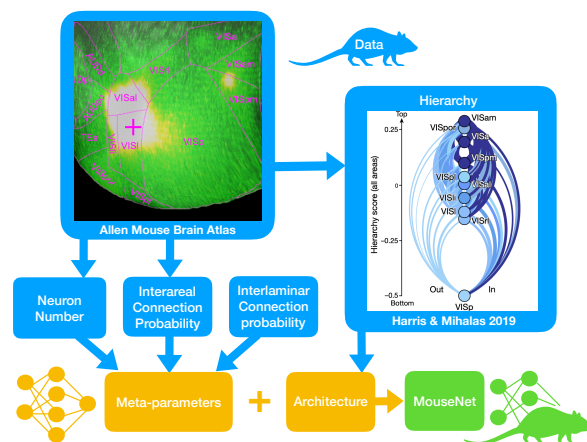 Data
VISal
VISl
VISp
Allen Mouse Brain Atlas
Hierarchy
Top
Hierarchy score (all areas)
0.25
0
−0.25
−0.5
Bottom
VISam
VISpor
VISa
VISpm
VISpl
VISal
VISli
VISl
VISrl
Out
In
VISp
Harris & Mihalas 2019
Neuron
Number
Interareal
Connection
Probability
Interlaminar
Connection
probability
Meta-parameters
+
Architecture
MouseNet